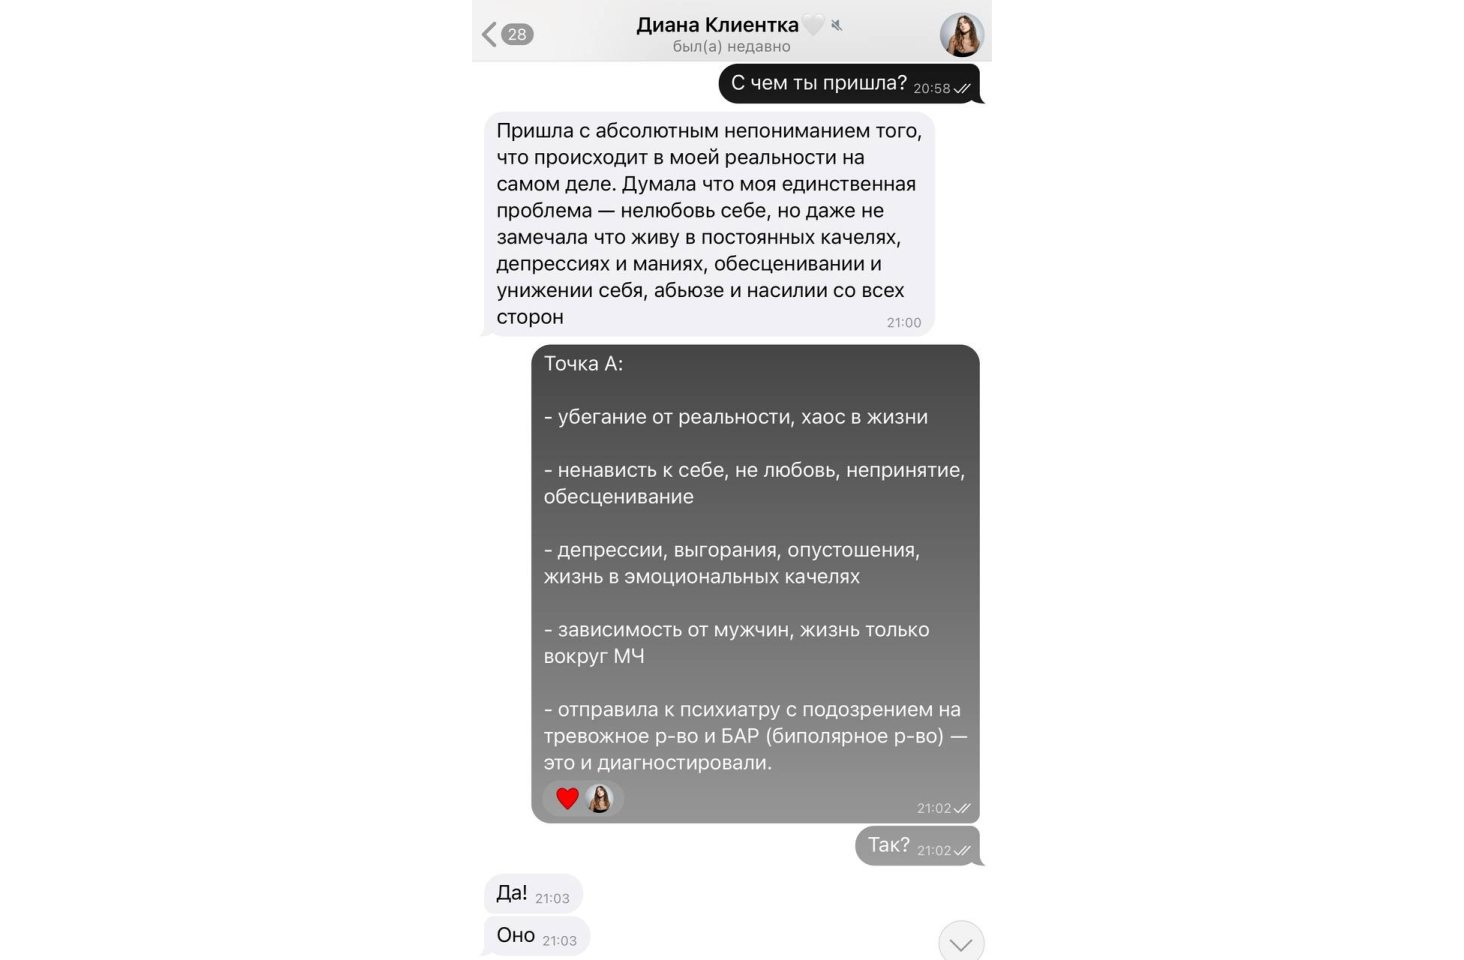 28
Диана Клиентка🤍
был(а) недавно
С чем ты пришла? 20:58
Пришла с абсолютным непониманием того,
что происходит в моей реальности на
самом деле. Думала что моя единственная
проблема — нелюбовь себе, но даже не
замечала что живу в постоянных качелях,
депрессиях и маниях, обесценивании и
унижении себя, абьюзе и насилии со всех
сторон
21:00
Точка А:
- убегание от реальности, хаос в жизни
- ненависть к себе, не любовь, непринятие,
обесценивание
- депрессии, выгорания, опустошения,
жизнь в эмоциональных качелях
- зависимость от мужчин, жизнь только
вокруг МЧ
- отправила к психиатру с подозрением на
тревожное р-во и БАР (биполярное р-во) —
это и диагностировали.
21:02
Так? 21:02
Да! 21:03
Оно 21:03